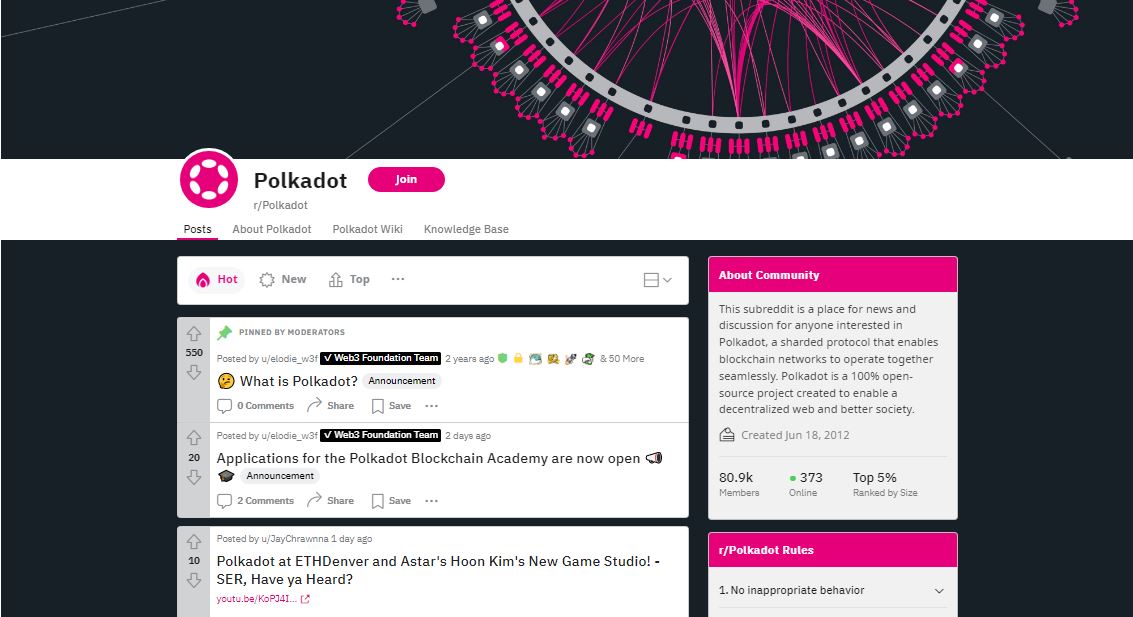 Polkadot
Join
r/Polkadot
Posts
About Polkadot
Polkadot Wiki
Knowledge Base
Hot
New
Top
550
PINNED BY MODERATORS
Posted by u/elodie_w3f ✓ Web3 Foundation Team 2 years ago & 50 More
What is Polkadot? Announcement
0 Comments Share Save
20
Posted by u/elodie_w3f ✓ Web3 Foundation Team 2 days ago
Applications for the Polkadot Blockchain Academy are now open
Announcement
2 Comments Share Save
10
Posted by u/JayChrawnna 1 day ago
Polkadot at ETHDenver and Astar's Hoon Kim's New Game Studio! -
SER, Have ya Heard?
youtu.be/KoPJ4I...
About Community
This subreddit is a place for news and
discussion for anyone interested in
Polkadot, a sharded protocol that enables
blockchain networks to operate together
seamlessly. Polkadot is a 100% open-
source project created to enable a
decentralized web and better society.
Created Jun 18, 2012
80.9k 373 Top 5%
Members Online Ranked by Size
r/Polkadot Rules
1. No inappropriate behavior